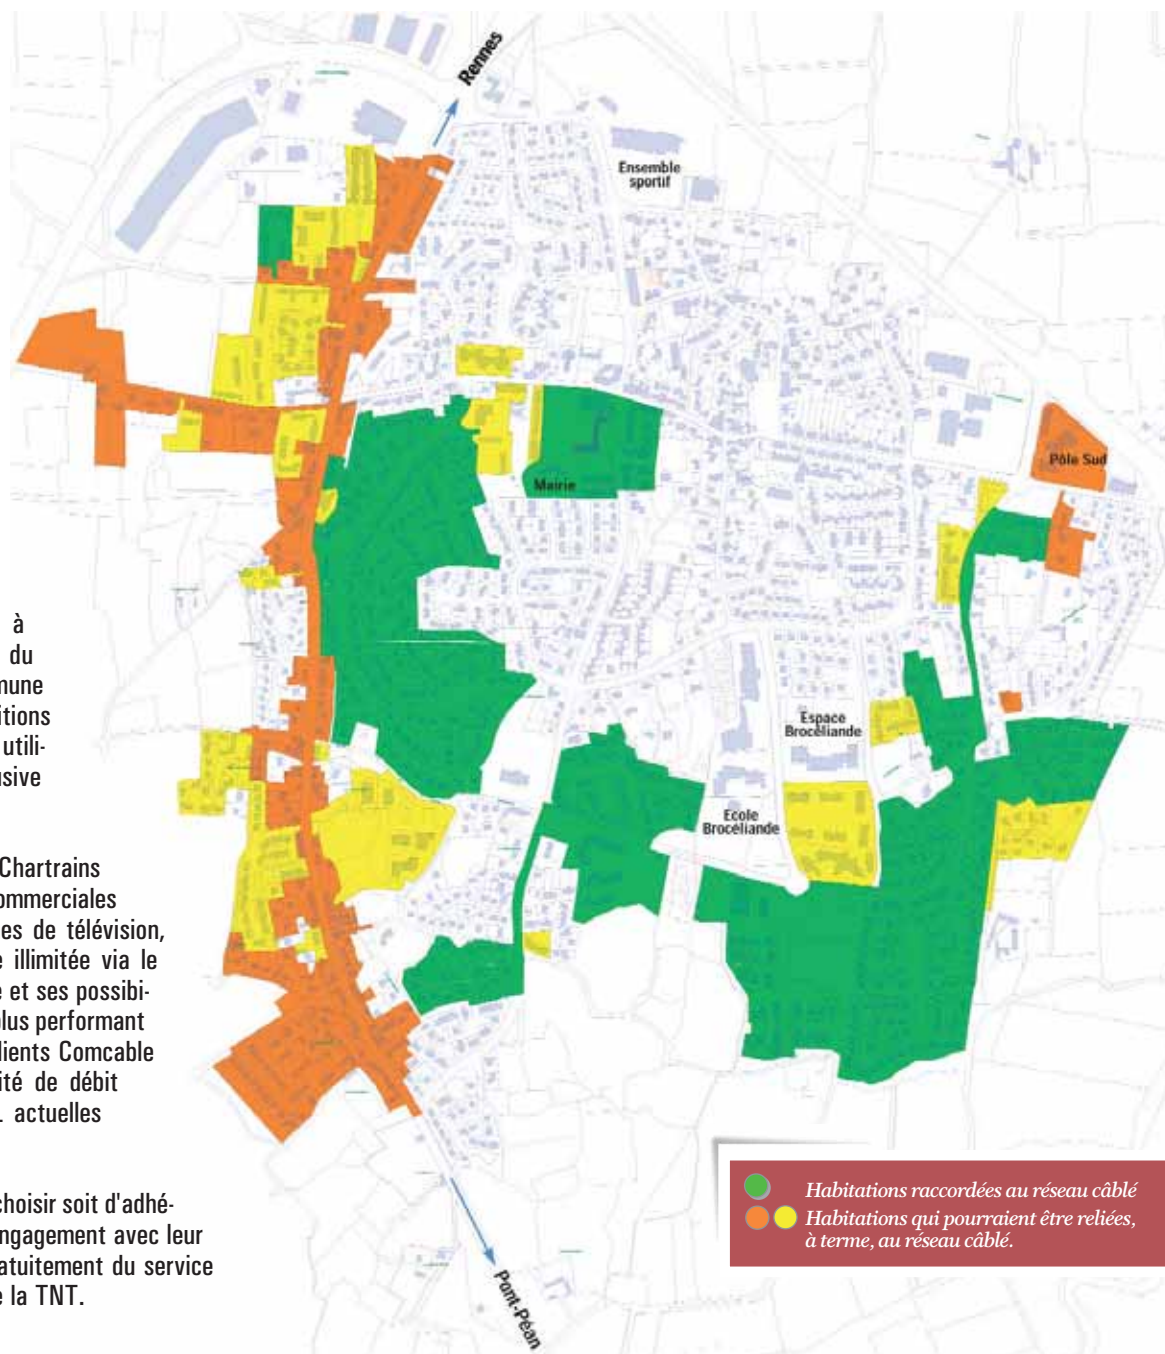 Rennes
Ensemble
sportif
Pôle Sud
Mairie
Espace
Brocéliande
Ecole
Brocéliande
Pont-Péan
à
du
mune
itions
utili-
usive
Chartrains
ommerciales
es de télévision,
e illimitée via le
e et ses possibi-
plus performant
lients Comcable
ité de débit
. actuelles
choisir soit d'adhé-
ngagement avec leur
atuitement du service
e la TNT.
Habitations raccordées au réseau câblé
Habitations qui pourraient être reliées,
à terme, au réseau câblé.